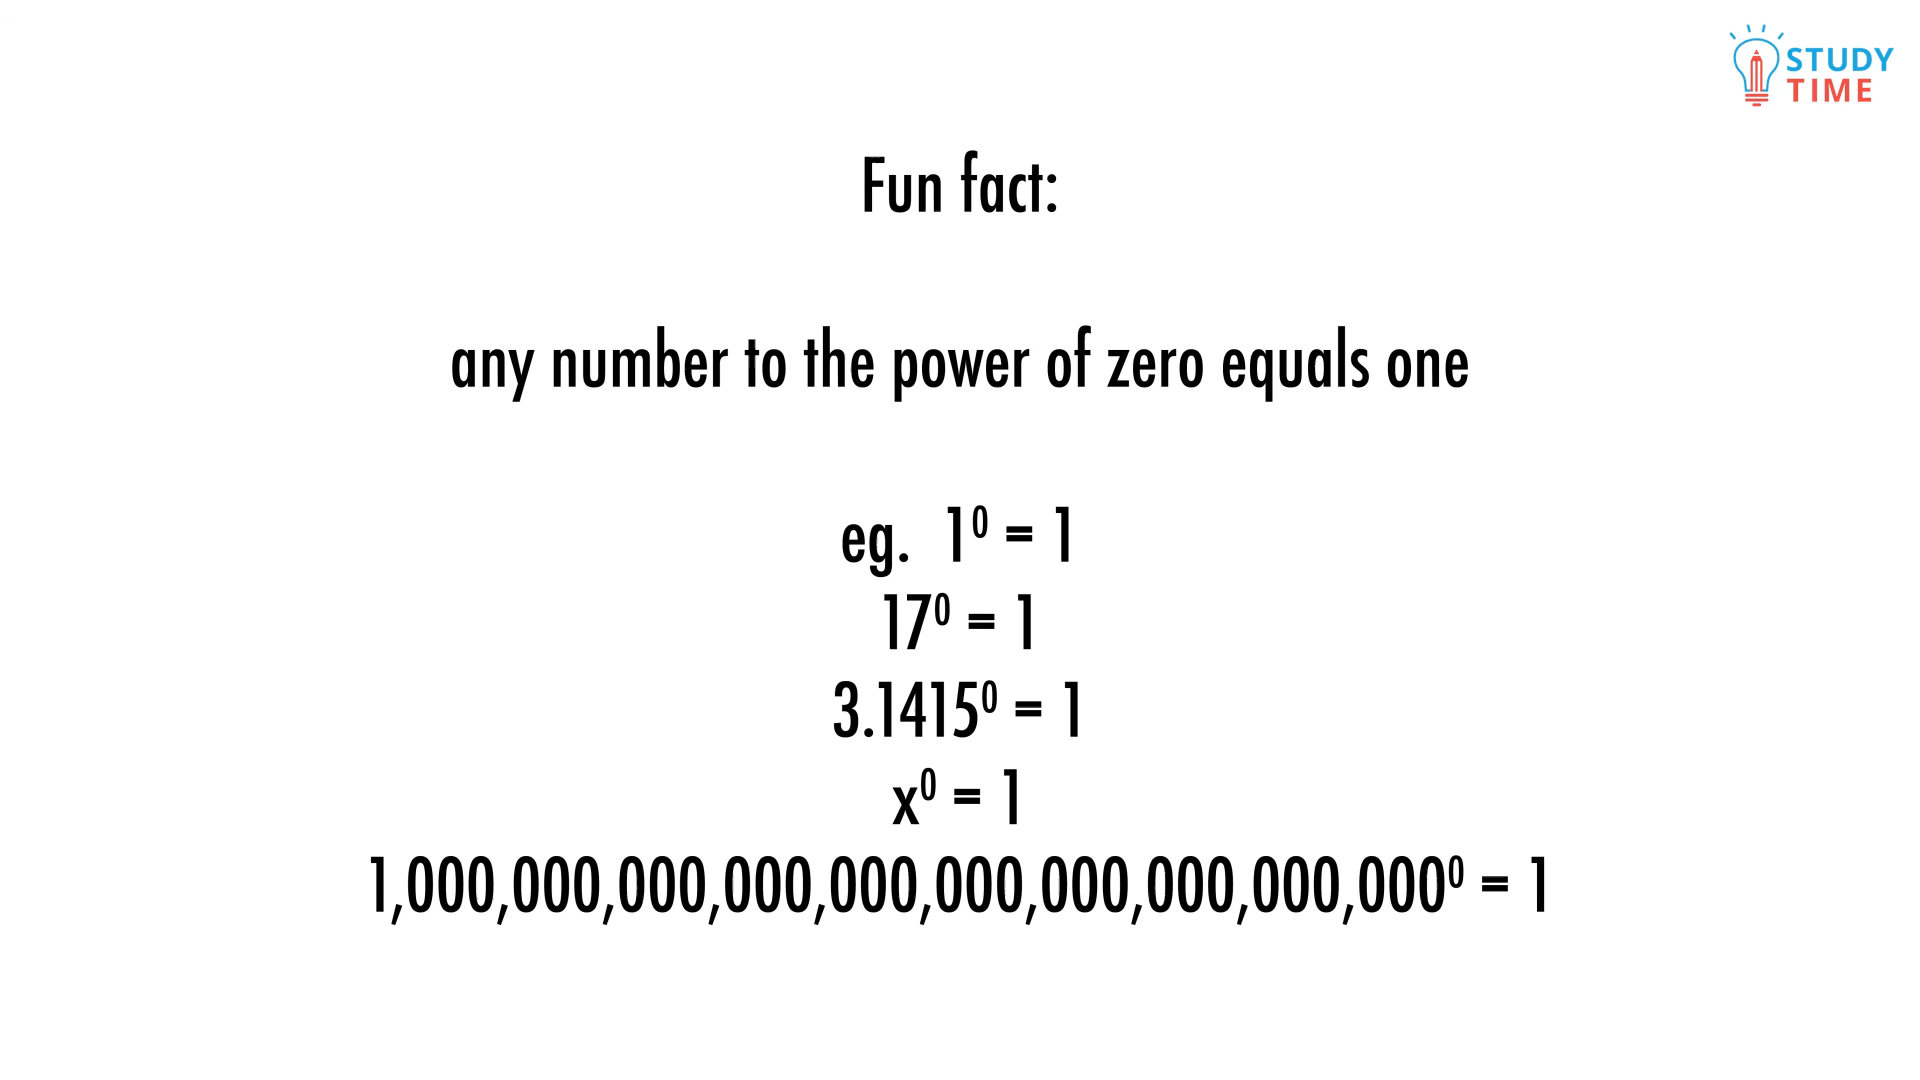 STUDY
TIME
Fun fact:
any number to the power of zero equals one
eg.  1⁰ = 1
17⁰ = 1
3.1415⁰ = 1
x⁰ = 1
1,000,000,000,000,000,000,000,000,000,000⁰ = 1